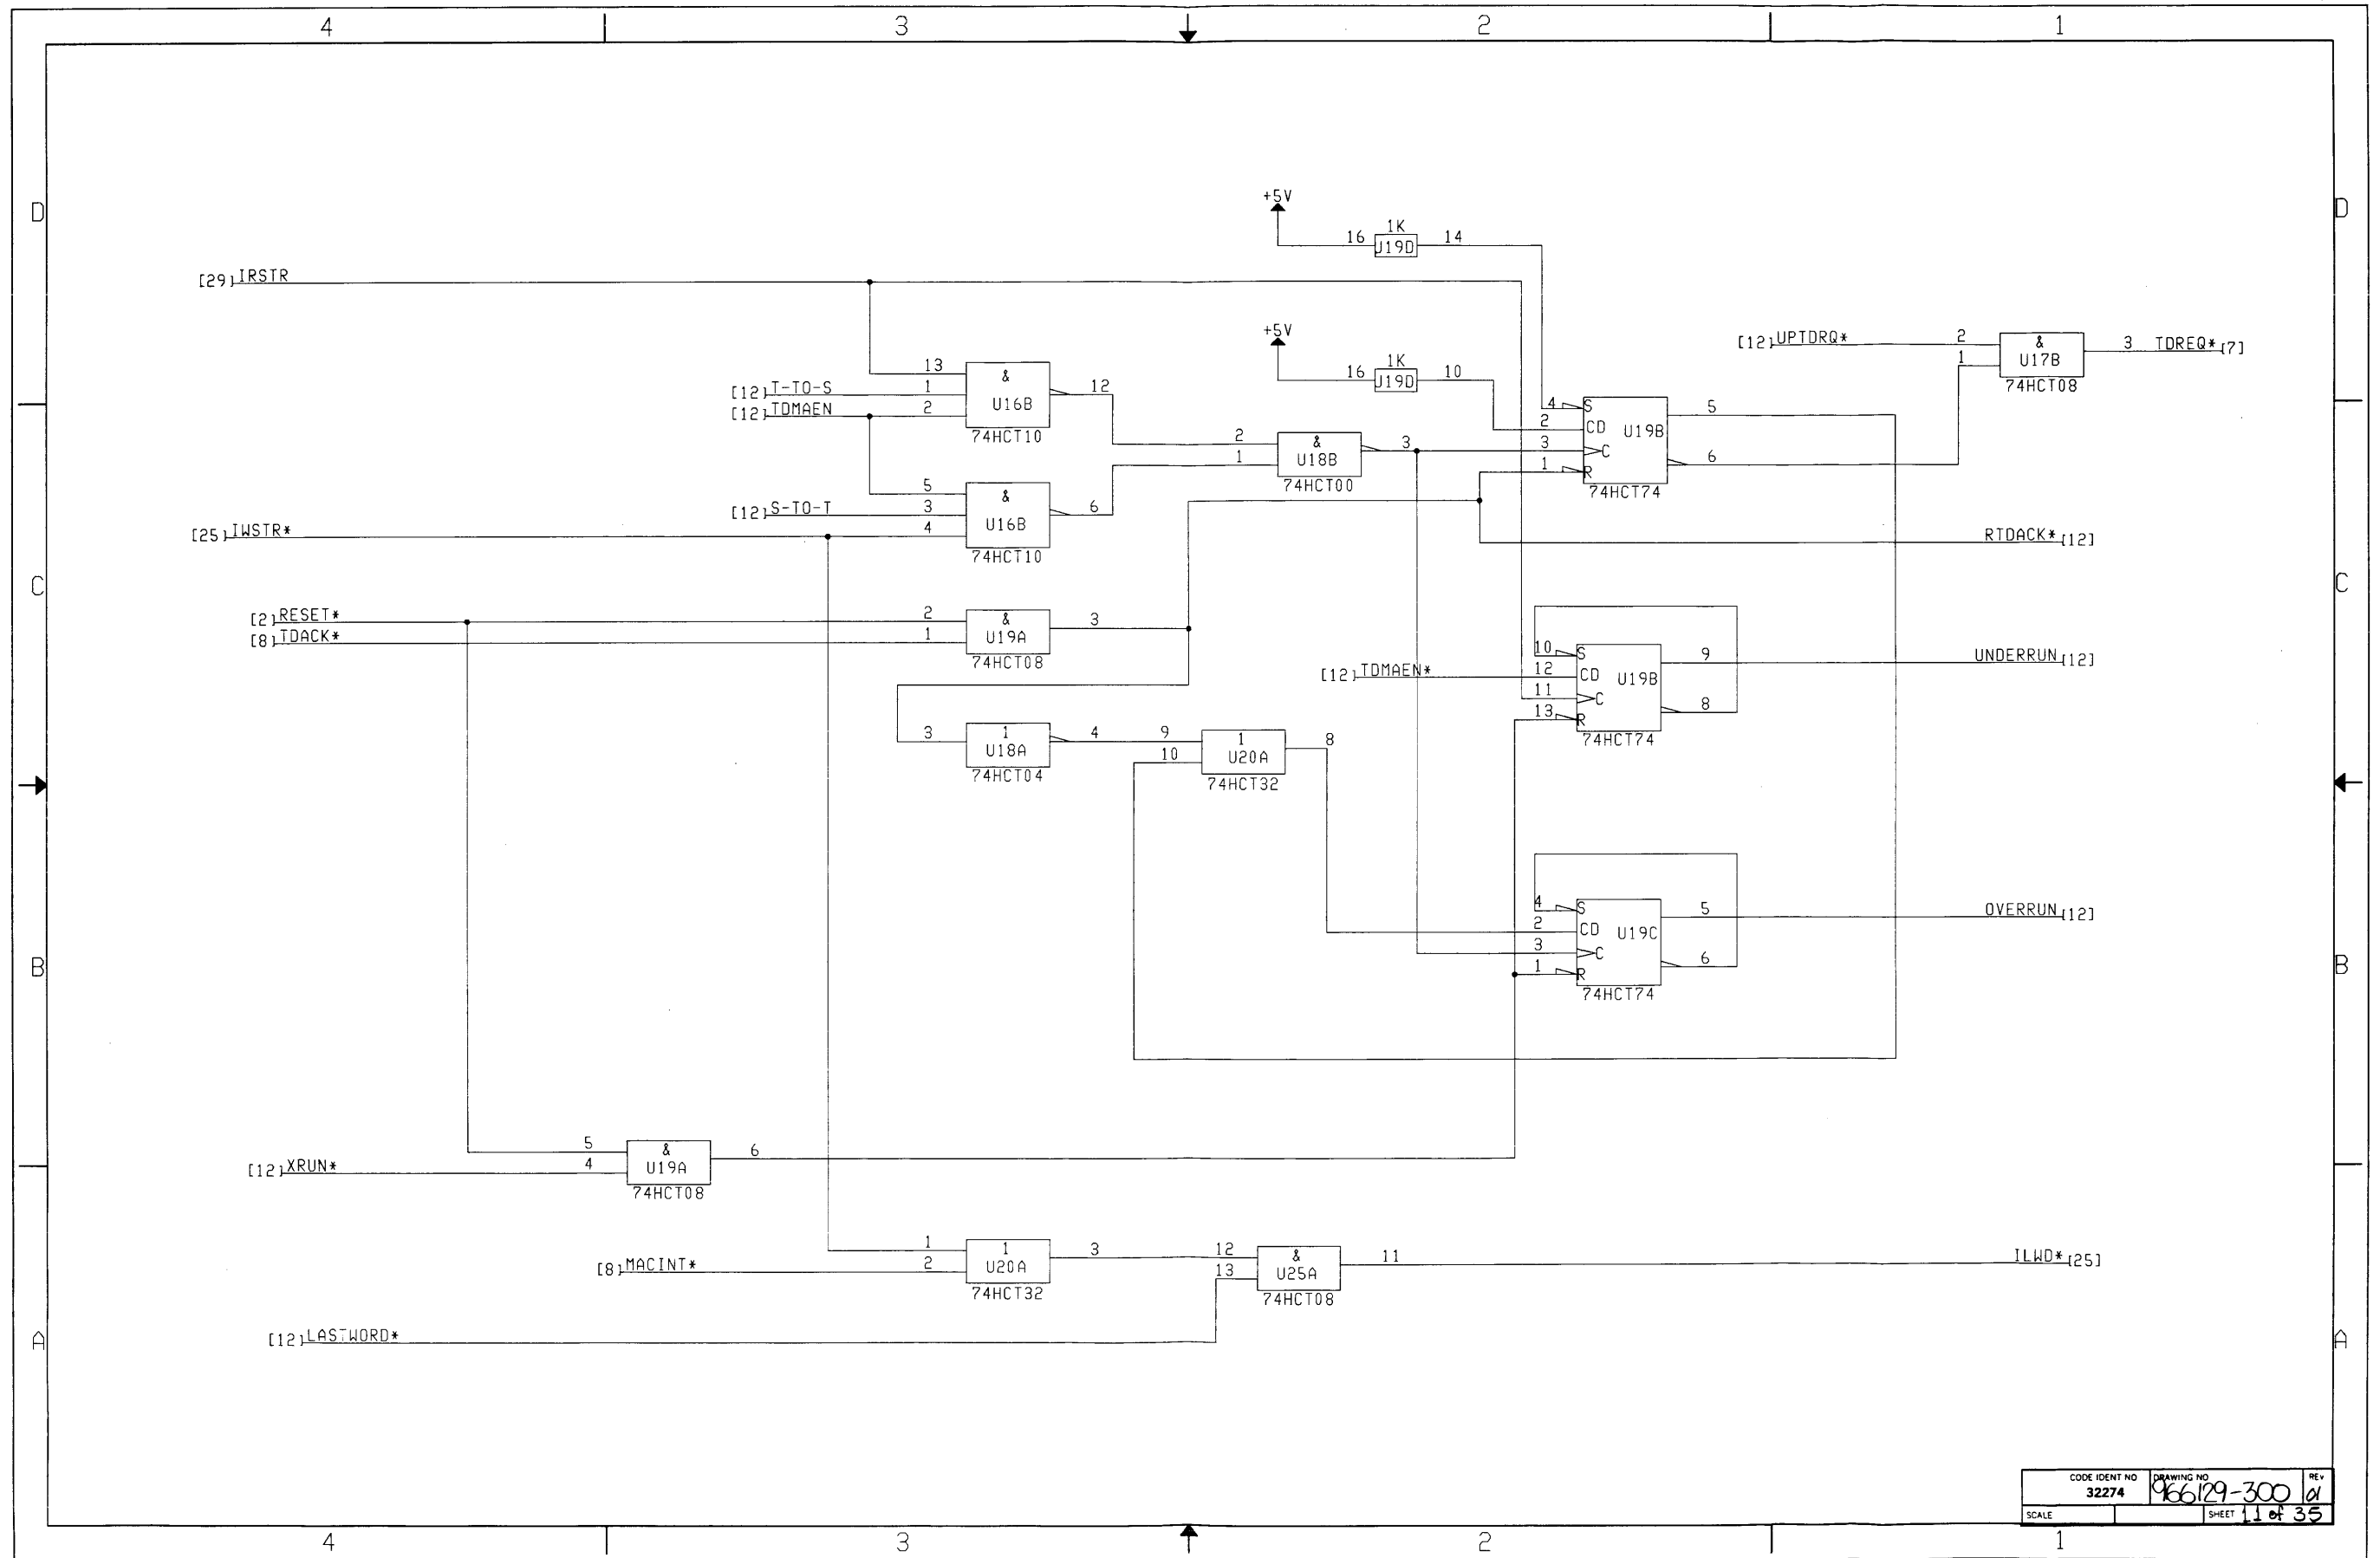 4 3 2 1
+5V
D D
1K
16 J19D 14
[29] IRSTR
+5V
[12] UPTDRQ* 2 & 3 TDREQ* [7]
1 U17B
74HCT08
1K
16 J19D 10
13 &
[12] T-TO-S 1 12
U16B
[12] TDMAEN 2
74HCT10
4 S 5
2 CD U19B
3 C
1 R 6
74HCT74
2 & 3
1 U18B
74HCT00
5 &
[12] S-TO-T 3 6
U16B
[25] IWSTR* 4
74HCT10
RTDACK* [12]
C C
[2] RESET* 2 & 3
[8] TDACK* 1 U19A
74HCT08
10 S 9 UNDERRUN [12]
[12] TDMAEN* 12 CD U19B
11 C 8
13 R
74HCT74
3 1 4
U18A
74HCT04
9 1 8
10 U20A
74HCT32
4 S 5 OVERRUN [12]
2 CD U19C
3 C 6
1 R
74HCT74
B B
5 & 6
[12] XRUN* 4 U19A
74HCT08
1 1 3
[8] MACINT* 2 U20A
74HCT32
12 & 11 ILWD* [25]
13 U25A
74HCT08
[12] LASTWORD*
A A
CODE IDENT NO DRAWING NO REV
32274 966129-300 01
SCALE SHEET 11 of 35
4 3 2 1